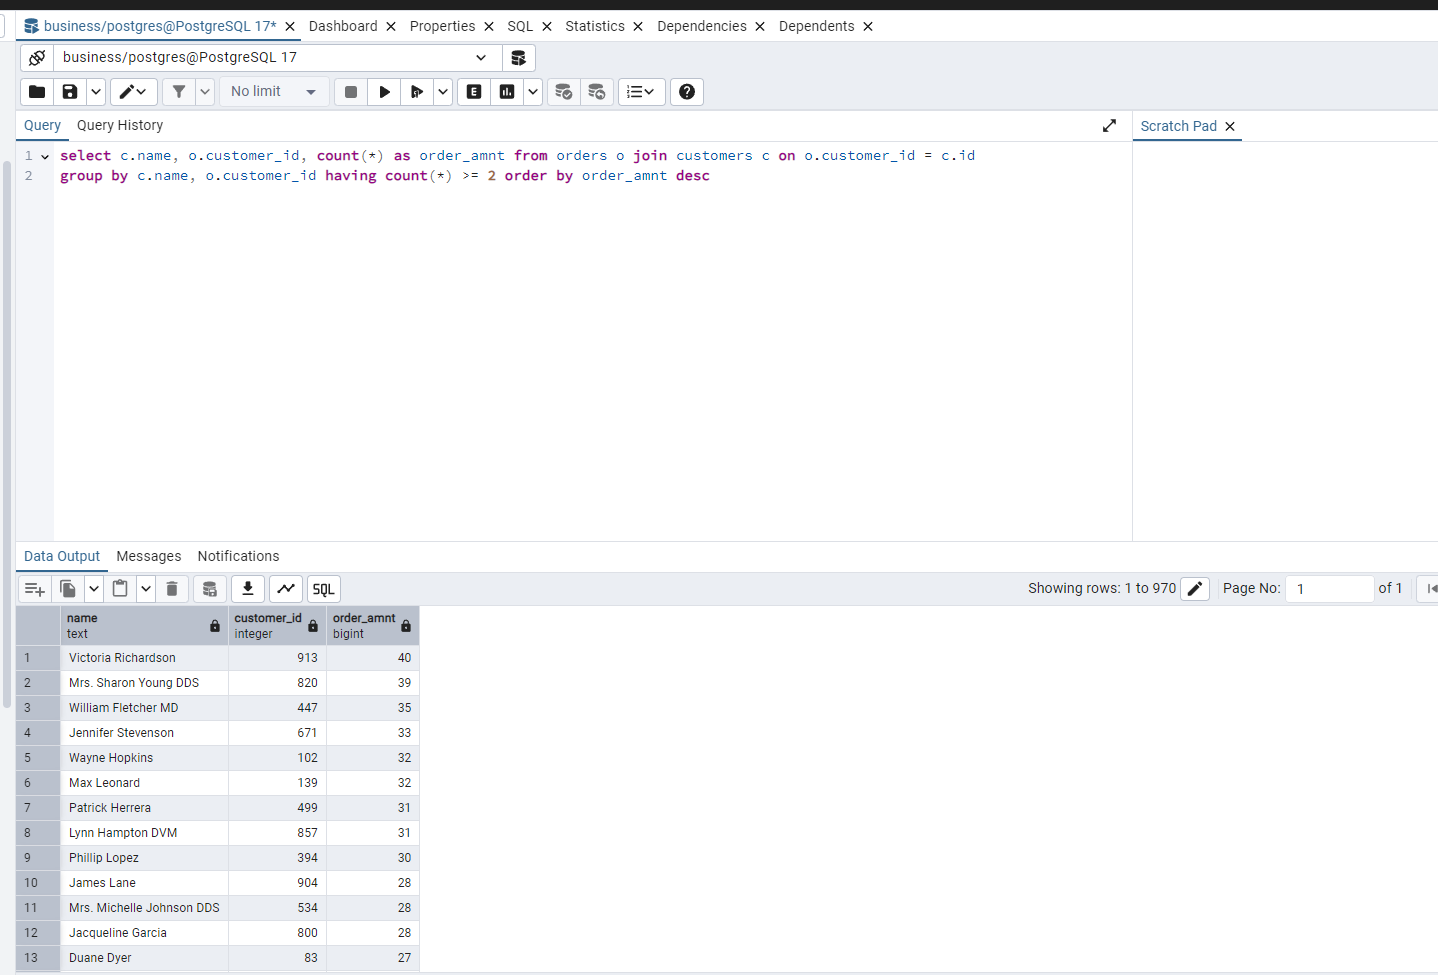 business/postgres@PostgreSQL 17* Dashboard Properties SQL Statistics Dependencies Dependents
business/postgres@PostgreSQL 17
No limit
E
Query Query History
Scratch Pad
1 select c.name, o.customer_id, count(*) as order_amnt from orders o join customers c on o.customer_id = c.id
2 group by c.name, o.customer_id having count(*) >= 2 order by order_amnt desc
Data Output Messages Notifications
SQL Showing rows: 1 to 970 Page No: 1 of 1
name customer_id order_amnt
text integer bigint
1 Victoria Richardson 913 40
2 Mrs. Sharon Young DDS 820 39
3 William Fletcher MD 447 35
4 Jennifer Stevenson 671 33
5 Wayne Hopkins 102 32
6 Max Leonard 139 32
7 Patrick Herrera 499 31
8 Lynn Hampton DVM 857 31
9 Phillip Lopez 394 30
10 James Lane 904 28
11 Mrs. Michelle Johnson DDS 534 28
12 Jacqueline Garcia 800 28
13 Duane Dyer 83 27